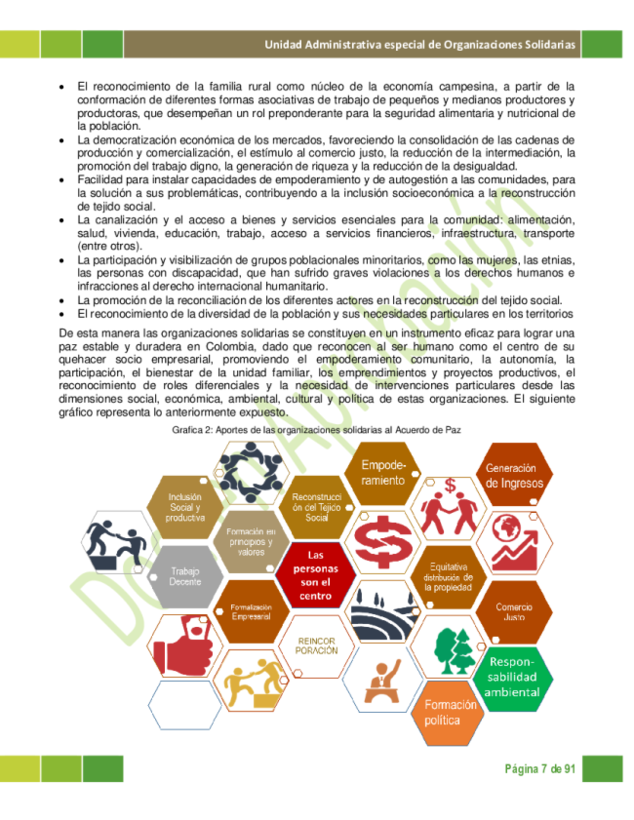 Unidad Administrativa especial de Organizaciones Solidarias
• El reconocimiento de la familia rural como núcleo de la economía campesina, a partir de la
conformación de diferentes formas asociativas de trabajo de pequeños y medianos productores y
productoras, que desempeñan un rol preponderante para la seguridad alimentaria y nutricional de
la población.
• La democratización económica de los mercados, favoreciendo la consolidación de las cadenas de
producción y comercialización, el estímulo al comercio justo, la reducción de la intermediación, la
promoción del trabajo digno, la generación de riqueza y la reducción de la desigualdad.
• Facilidad para instalar capacidades de empoderamiento y de autogestión a las comunidades, para
la solución a sus problemáticas, contribuyendo a la inclusión socioeconómica a la reconstrucción
de tejido social.
• La canalización y el acceso a bienes y servicios esenciales para la comunidad: alimentación,
salud, vivienda, educación, trabajo, acceso a servicios financieros, infraestructura, transporte
(entre otros).
• La participación y visibilización de grupos poblacionales minoritarios, como las mujeres, las etnias,
las personas con discapacidad, que han sufrido graves violaciones a los derechos humanos e
infracciones al derecho internacional humanitario.
• La promoción de la reconciliación de los diferentes actores en la reconstrucción del tejido social.
• El reconocimiento de la diversidad de la población y sus necesidades particulares en los territorios
De esta manera las organizaciones solidarias se constituyen en un instrumento eficaz para lograr una
paz estable y duradera en Colombia, dado que reconocen al ser humano como el centro de su
quehacer socio empresarial, promoviendo el empoderamiento comunitario, la autonomía, la
participación, el bienestar de la unidad familiar, los emprendimientos y proyectos productivos, el
reconocimiento de roles diferenciales y la necesidad de intervenciones particulares desde las
dimensiones social, económica, ambiental, cultural y política de estas organizaciones. El siguiente
gráfico representa lo anteriormente expuesto.
Grafica 2: Aportes de las organizaciones solidarias al Acuerdo de Paz
Empode-
ramiento
Generación
de Ingresos
Inclusión
Social y
productiva
Reconstrucci
ón del Tejido
Social
$
Formación en
principios y
valores
Las
personas
son el
centro
$
Trabajo
Decente
Equitativa
distribución de
la propiedad
Formalización
Empresarial
Comercio
Justo
REINCOR
PORACIÓN
Respon-
sabilidad
ambiental
Formación
política
Página 7 de 91